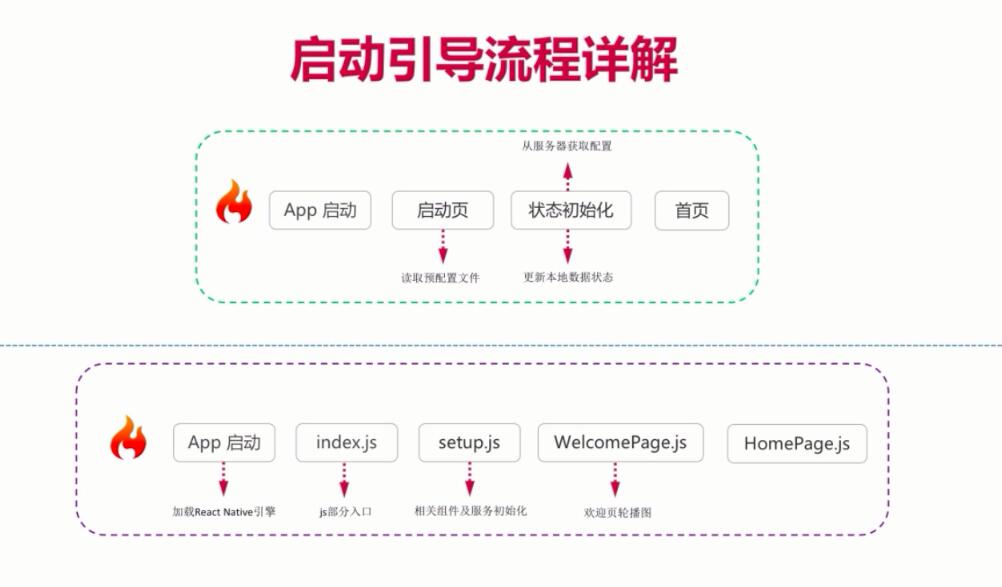 启动引导流程详解
从服务器获取配置
App 启动
启动页
状态初始化
首页
读取预配置文件
更新本地数据状态
App 启动
index.js
setup.js
WelcomePage.js
HomePage.js
加载React Native引擎
js部分入口
相关组件及服务初始化
欢迎页轮播图